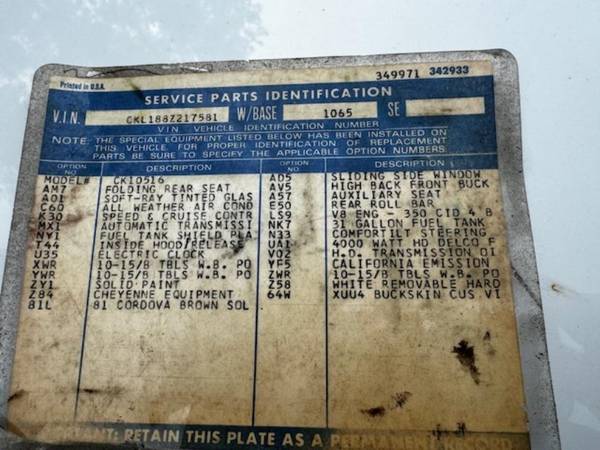 Printed in U.S.A.
349971 342933
SERVICE PARTS IDENTIFICATION
V.I.N. CKL188Z217581 W/BASE 1065 SE
V.I.N. VEHICLE IDENTIFICATION NUMBER
NOTE: THE SPECIAL EQUIPMENT LISTED BELOW HAS BEEN INSTALLED ON
THIS VEHICLE FOR PROPER IDENTIFICATION OF REPLACEMENT
PARTS BE SURE TO SPECIFY THE APPLICABLE OPTION NUMBERS.
OPTION NO. DESCRIPTION OPTION NO. DESCRIPTION
MODEL# CK10516 AD5 SLIDING SIDE WINDOW
AM7 FOLDING REAR SEAT AV5 HIGH BACK FRONT BUCK
A01 SOFT-RAY TINTED GLAS A57 AUXILIARY SEAT
C60 ALL WEATHER AIR COND E50 REAR ROLL BAR
K30 SPEED & CRUISE CONTR LS9 V8 ENG - 350 CID 4 B
MX1 AUTOMATIC TRANSMISSI NK7 31 GALLON FUEL TANK
NY1 FUEL TANK SHIELD PLA N33 COMFORTILT STEERING
T44 INSIDE HOOD/RELEASE UA1 4000 WATT HD DELCO F
U35 ELECTRIC CLOCK V02 H.D. TRANSMISSION OI
XWR 10-15/B TBLS W.B. PO YF5 CALIFORNIA EMISSION
YWR 10-15/B TBLS W.B. PO ZWR 10-15/B TBLS W.B. PO
ZY1 SOLID PAINT Z58 WHITE REMOVABLE HARD
Z84 CHEYENNE EQUIPMENT 64W XUU4 BUCKSKIN CUS VI
81L 81 CORDOVA BROWN SOL
RETAIN THIS PLATE AS A PERMANENT RECORD